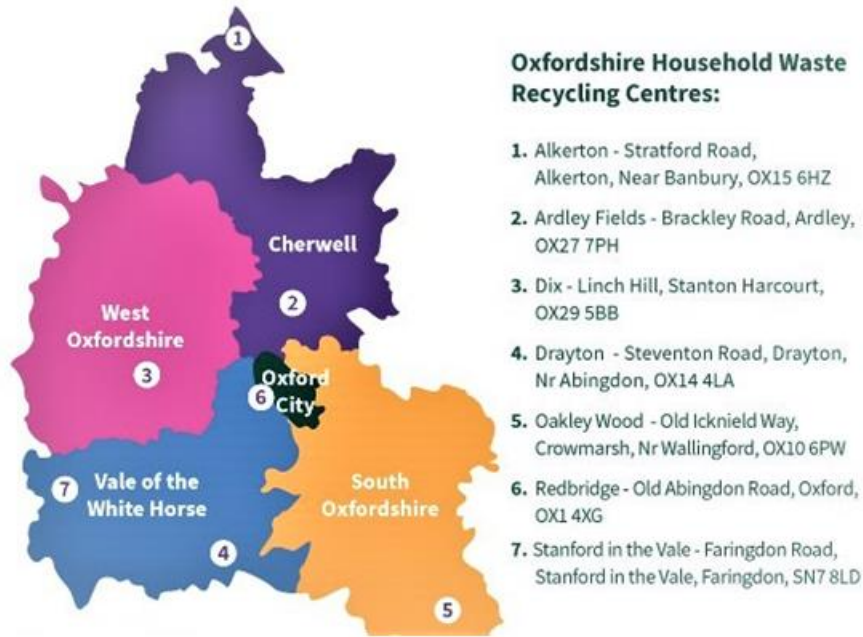 1
Cherwell
2
West
Oxfordshire
3
Oxford
City
6
7
Vale of the
White Horse
South
Oxfordshire
4
5
Oxfordshire Household Waste
Recycling Centres:
1. Alkerton - Stratford Road,
Alkerton, Near Banbury, OX15 6HZ
2. Ardley Fields - Brackley Road, Ardley,
OX27 7PH
3. Dix - Linch Hill, Stanton Harcourt,
OX29 5BB
4. Drayton - Steventon Road, Drayton,
Nr Abingdon, OX14 4LA
5. Oakley Wood - Old Icknield Way,
Crowmarsh, Nr Wallingford, OX10 6PW
6. Redbridge - Old Abingdon Road, Oxford,
OX1 4XG
7. Stanford in the Vale - Faringdon Road,
Stanford in the Vale, Faringdon, SN7 8LD